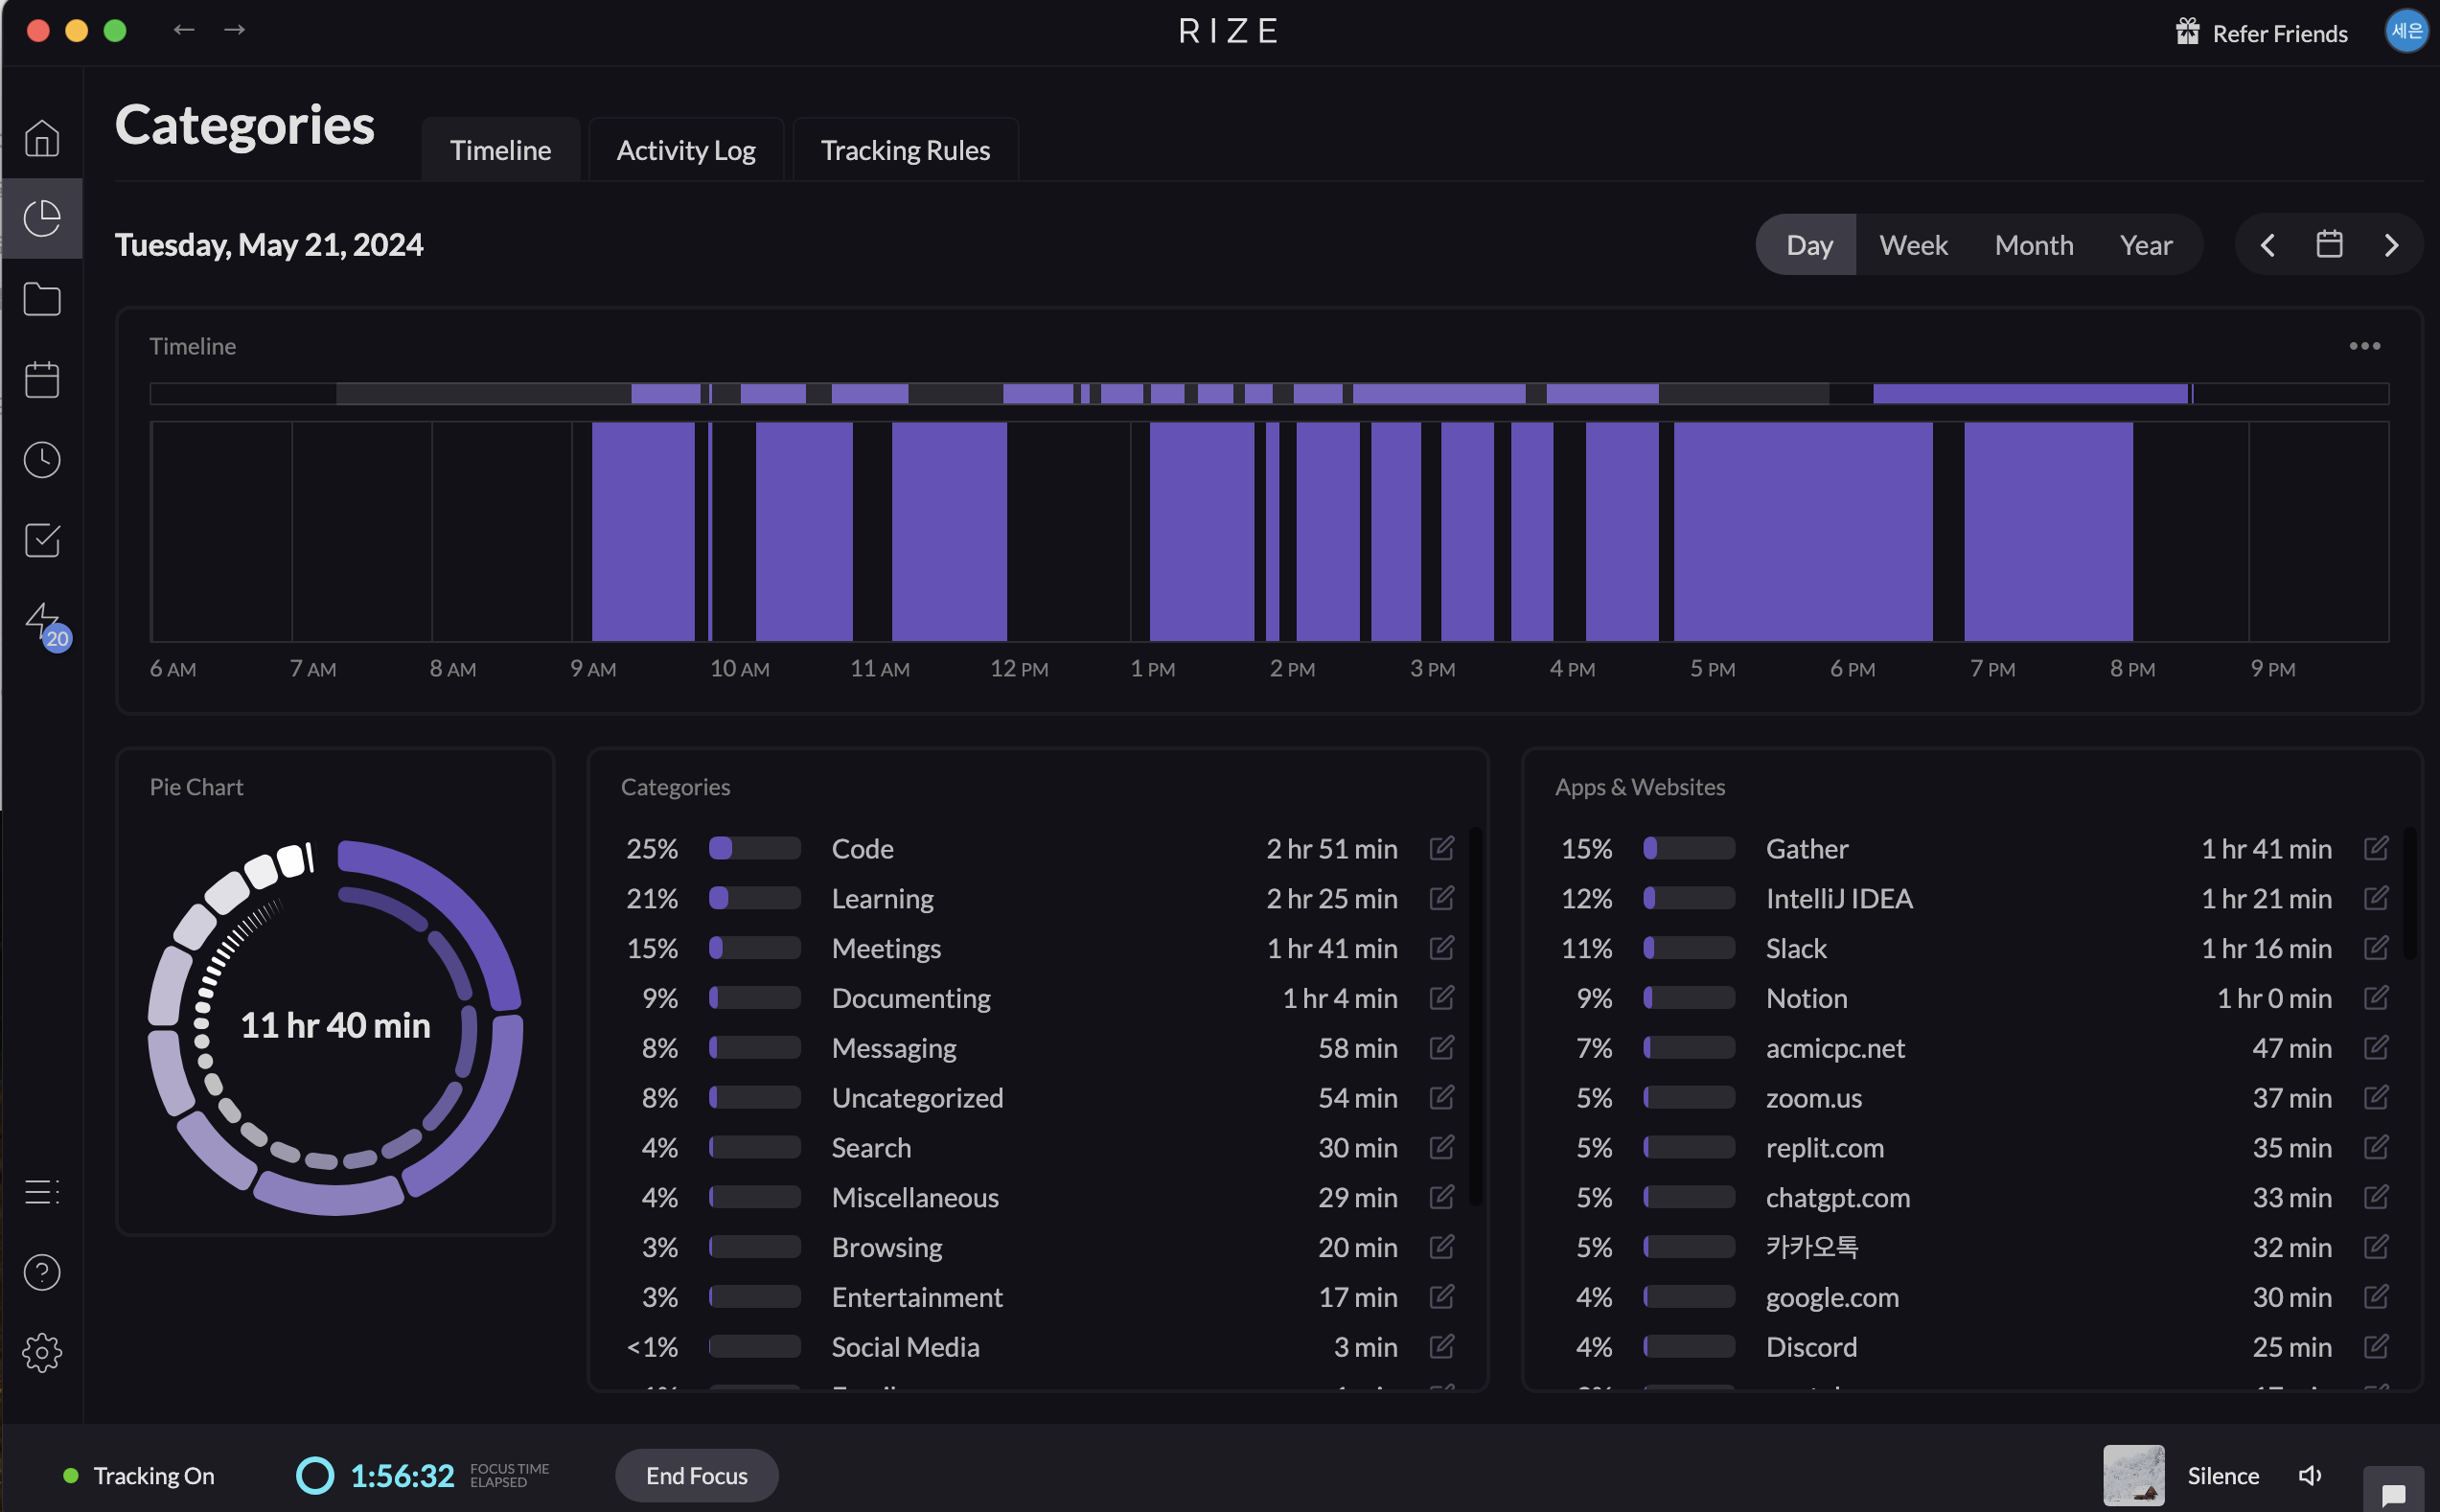 RIZE
Refer Friends
세은
Categories
Timeline
Activity Log
Tracking Rules
Tuesday, May 21, 2024
Day
Week
Month
Year
Timeline
6 AM
7 AM
8 AM
9 AM
10 AM
11 AM
12 PM
1 PM
2 PM
3 PM
4 PM
5 PM
6 PM
7 PM
8 PM
9 PM
20
Pie Chart
11 hr 40 min
Categories
25% Code 2 hr 51 min
21% Learning 2 hr 25 min
15% Meetings 1 hr 41 min
9% Documenting 1 hr 4 min
8% Messaging 58 min
8% Uncategorized 54 min
4% Search 30 min
4% Miscellaneous 29 min
3% Browsing 20 min
3% Entertainment 17 min
<1% Social Media 3 min
Apps & Websites
15% Gather 1 hr 41 min
12% IntelliJ IDEA 1 hr 21 min
11% Slack 1 hr 16 min
9% Notion 1 hr 0 min
7% acmicpc.net 47 min
5% zoom.us 37 min
5% replit.com 35 min
5% chatgpt.com 33 min
5% 카카오톡 32 min
4% google.com 30 min
4% Discord 25 min
Tracking On
1:56:32
FOCUS TIME
ELAPSED
End Focus
Silence